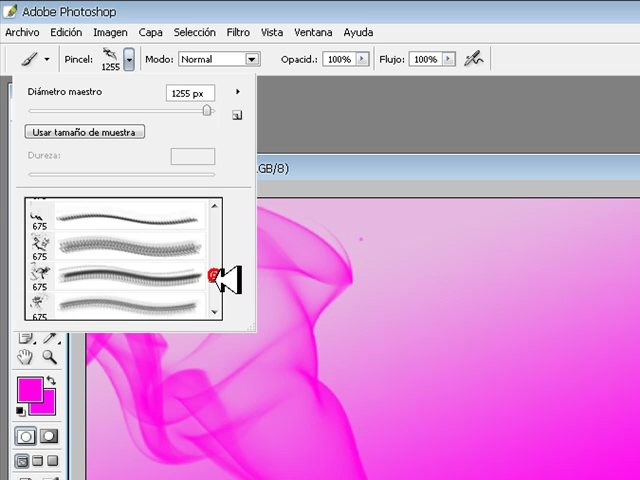 Adobe Photoshop
Archivo Edición Imagen Capa Selección Filtro Vista Ventana Ayuda
Pincel: 1255 Modo: Normal Opacid.: 100% Flujo: 100%
Diámetro maestro 1255 px
Usar tamaño de muestra
Dureza:
GB/8)
675
675
675
675